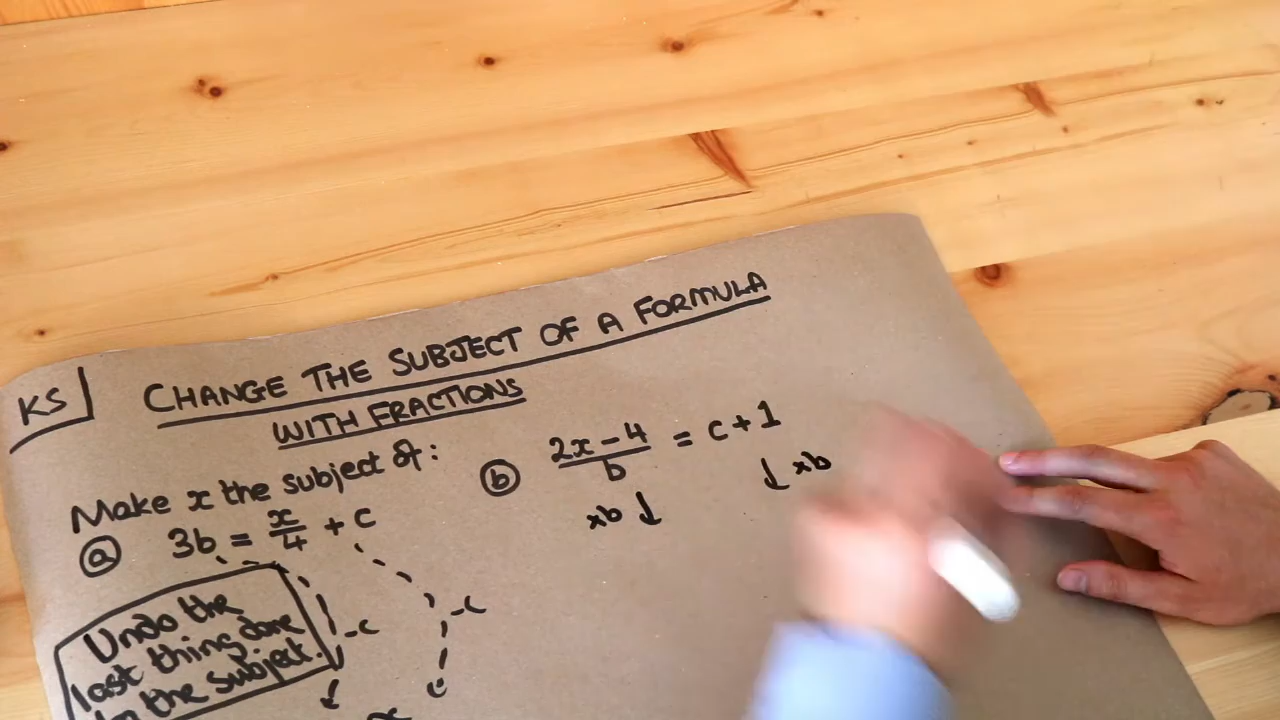 KS
CHANGE THE SUBJECT OF A FORMULA
WITH FRACTIONS
Make x the subject of:
ⓐ 3b = x/4 + c
-c
-c
Undo the
last thing done
to the subject.
x
ⓑ (2x-4)/b = c+1
×b ↓
↓ ×b